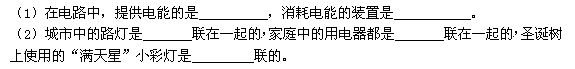 （1）在电路中，提供电能的是_________，消耗电能的装置是__________。
（2）城市中的路灯是______联在一起的，家庭中的用电器都是______联在一起的，圣诞树
上使用的“满天星”小彩灯是________联的。